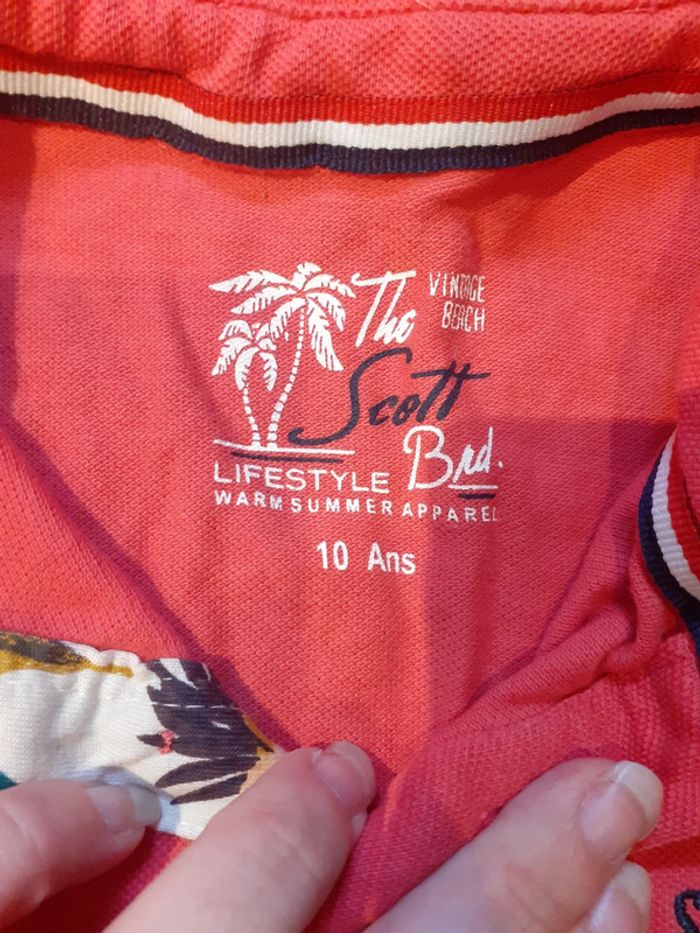 The
VINTAGE
BEACH
Scott
Brd.
LIFESTYLE
WARM SUMMER APPAREL
10 Ans